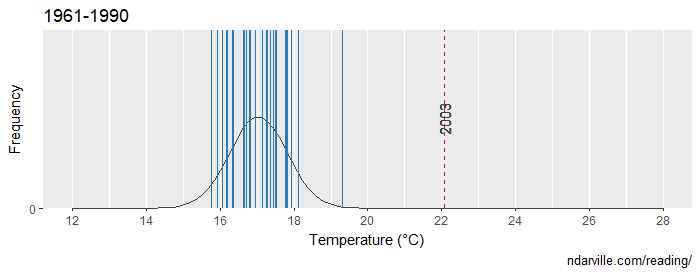 1961-1990
Frequency
2003
0
12 14 16 18 20 22 24 26 28
Temperature (°C)
ndarville.com/reading/